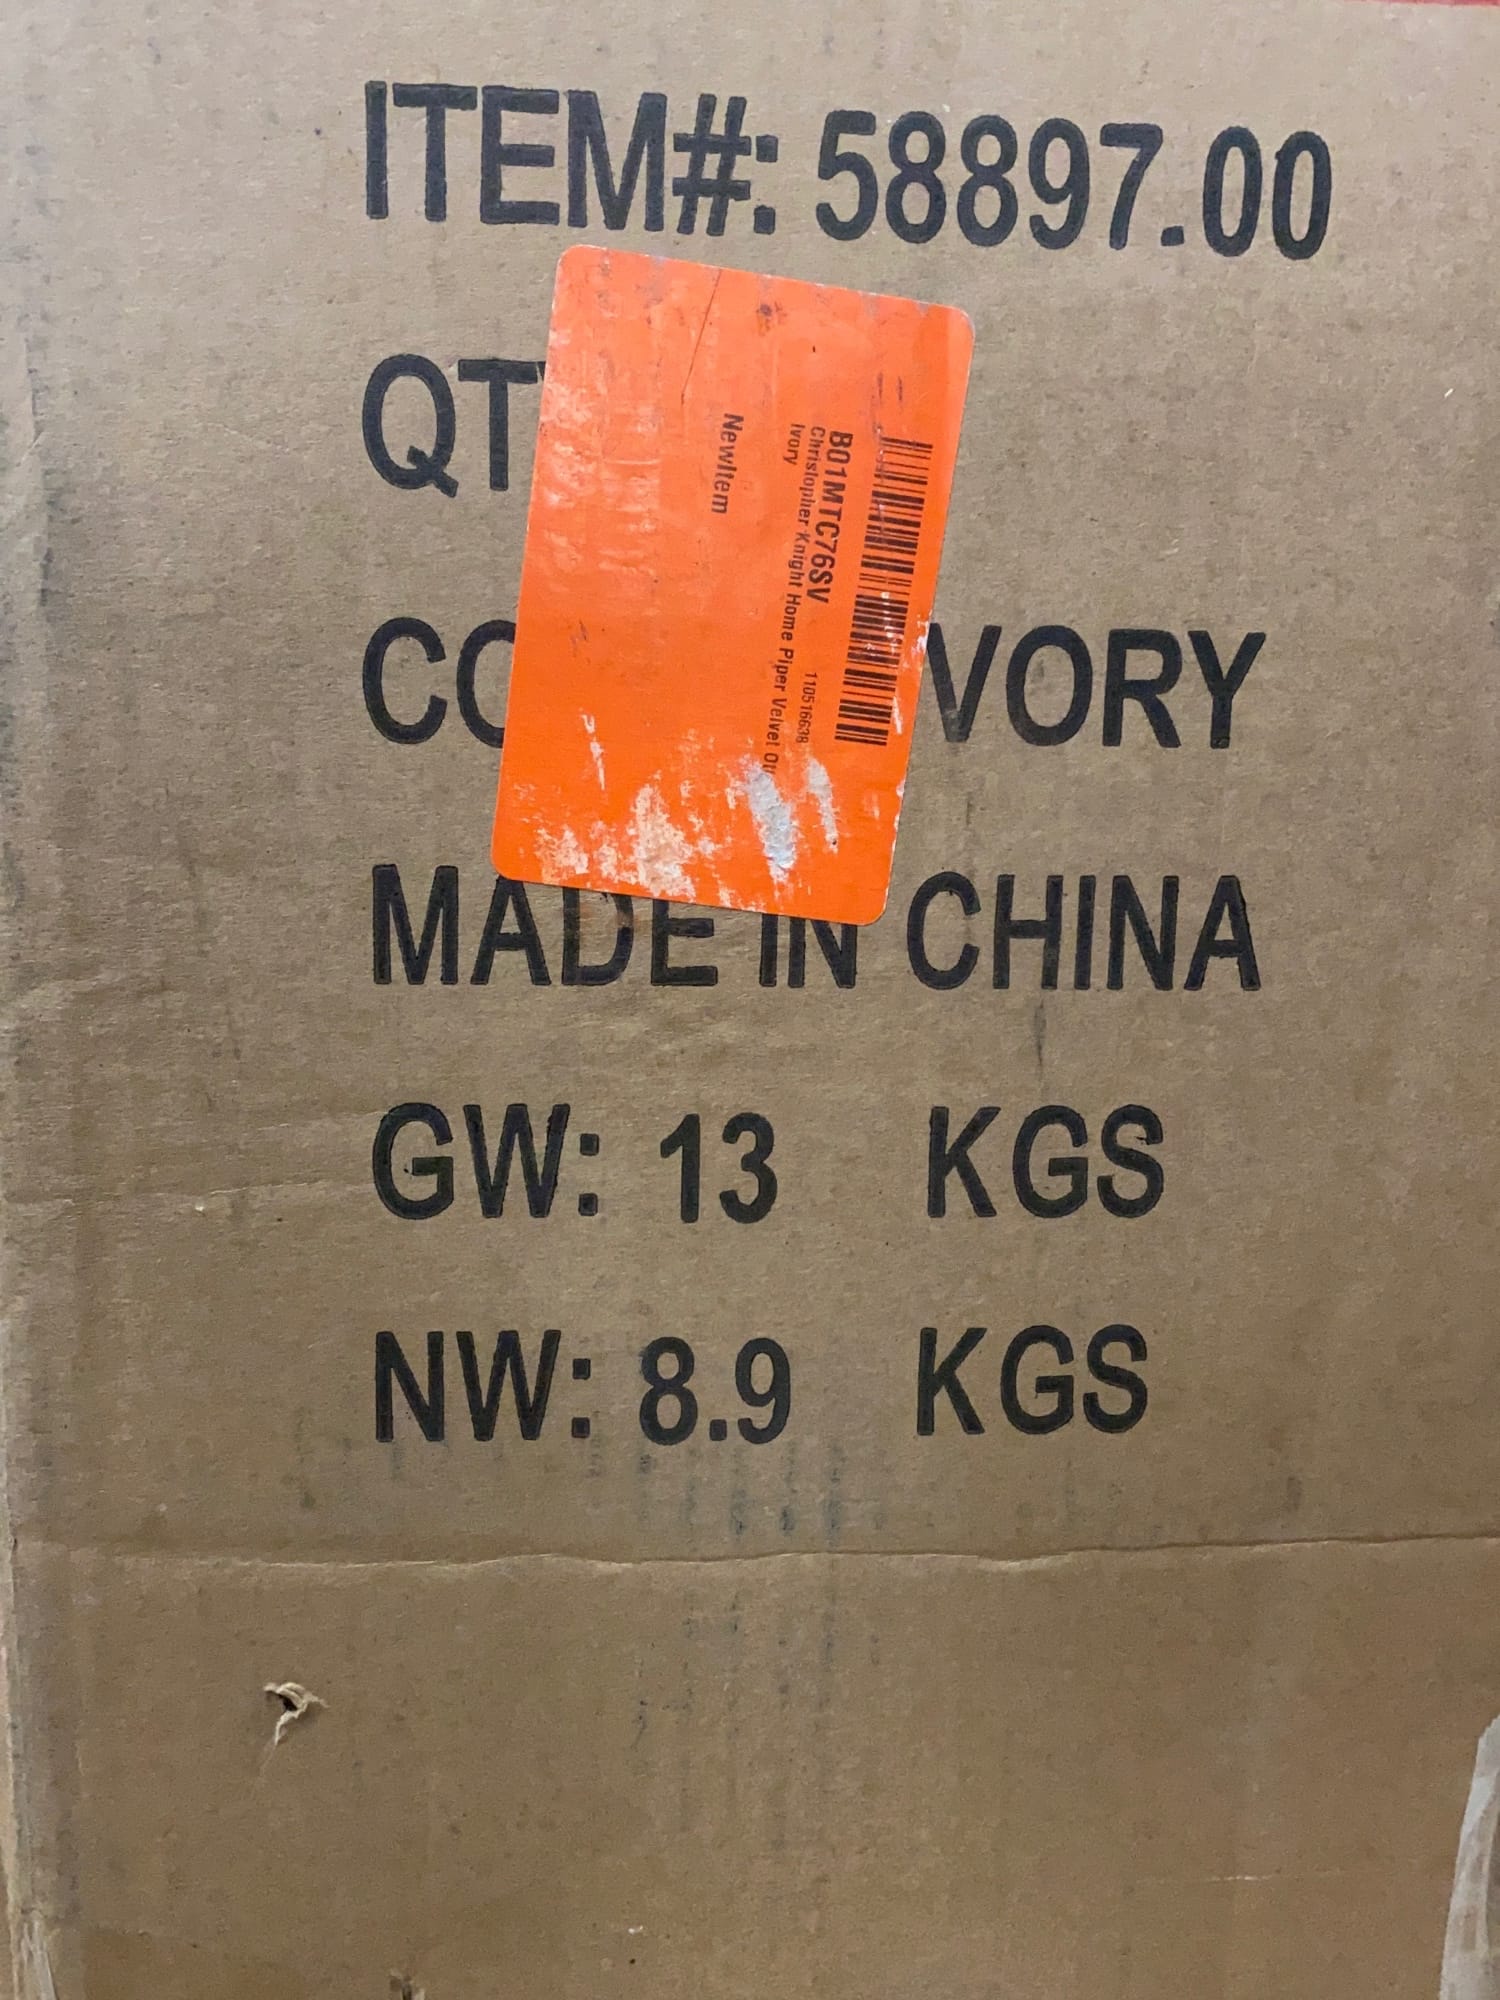 ITEM#: 58897.00
QT
CO VORY
MADE IN CHINA
GW: 13 KGS
NW: 8.9 KGS
B01MTC76SV 110516638
Christopher Knight Home Piper Velvet Ott
Ivory
NewItem